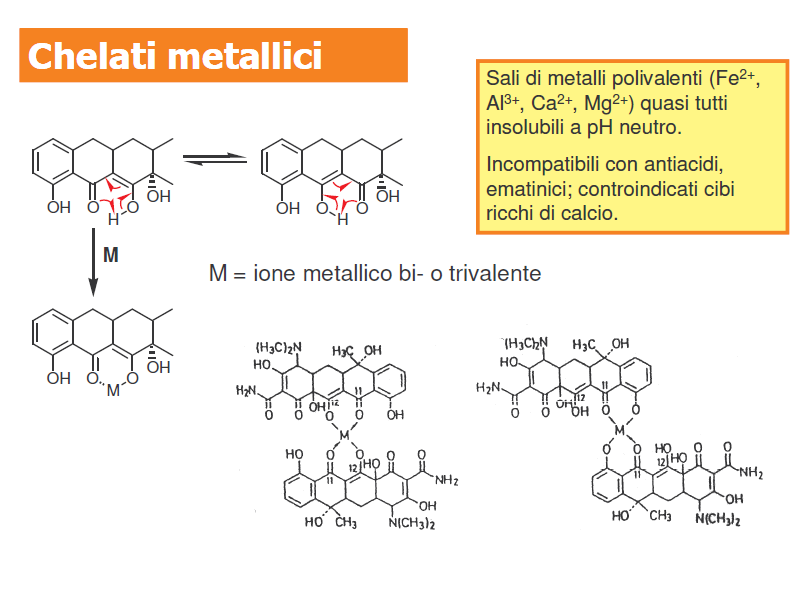 Chelati metallici
Sali di metalli polivalenti (Fe²⁺,
Al³⁺, Ca²⁺, Mg²⁺) quasi tutti
insolubili a pH neutro.
Incompatibili con antiacidi,
ematinici; controindicati cibi
ricchi di calcio.
OH O H O OH
OH O H O OH
M
M = ione metallico bi- o trivalente
OH O M O OH
(H₃C)₂N H₃C OH
HO
H₂N
O O OH 12 O 11 O OH
M
HO O O HO O O
11 12 NH₂
OH
HO CH₃ N(CH₃)₂
(H₃C)₂N H₃C OH
HO
H₂N
O O OH 12 OH 11 O O
M
O O HO HO O O
11 12 NH₂
OH
HO CH₃ N(CH₃)₂